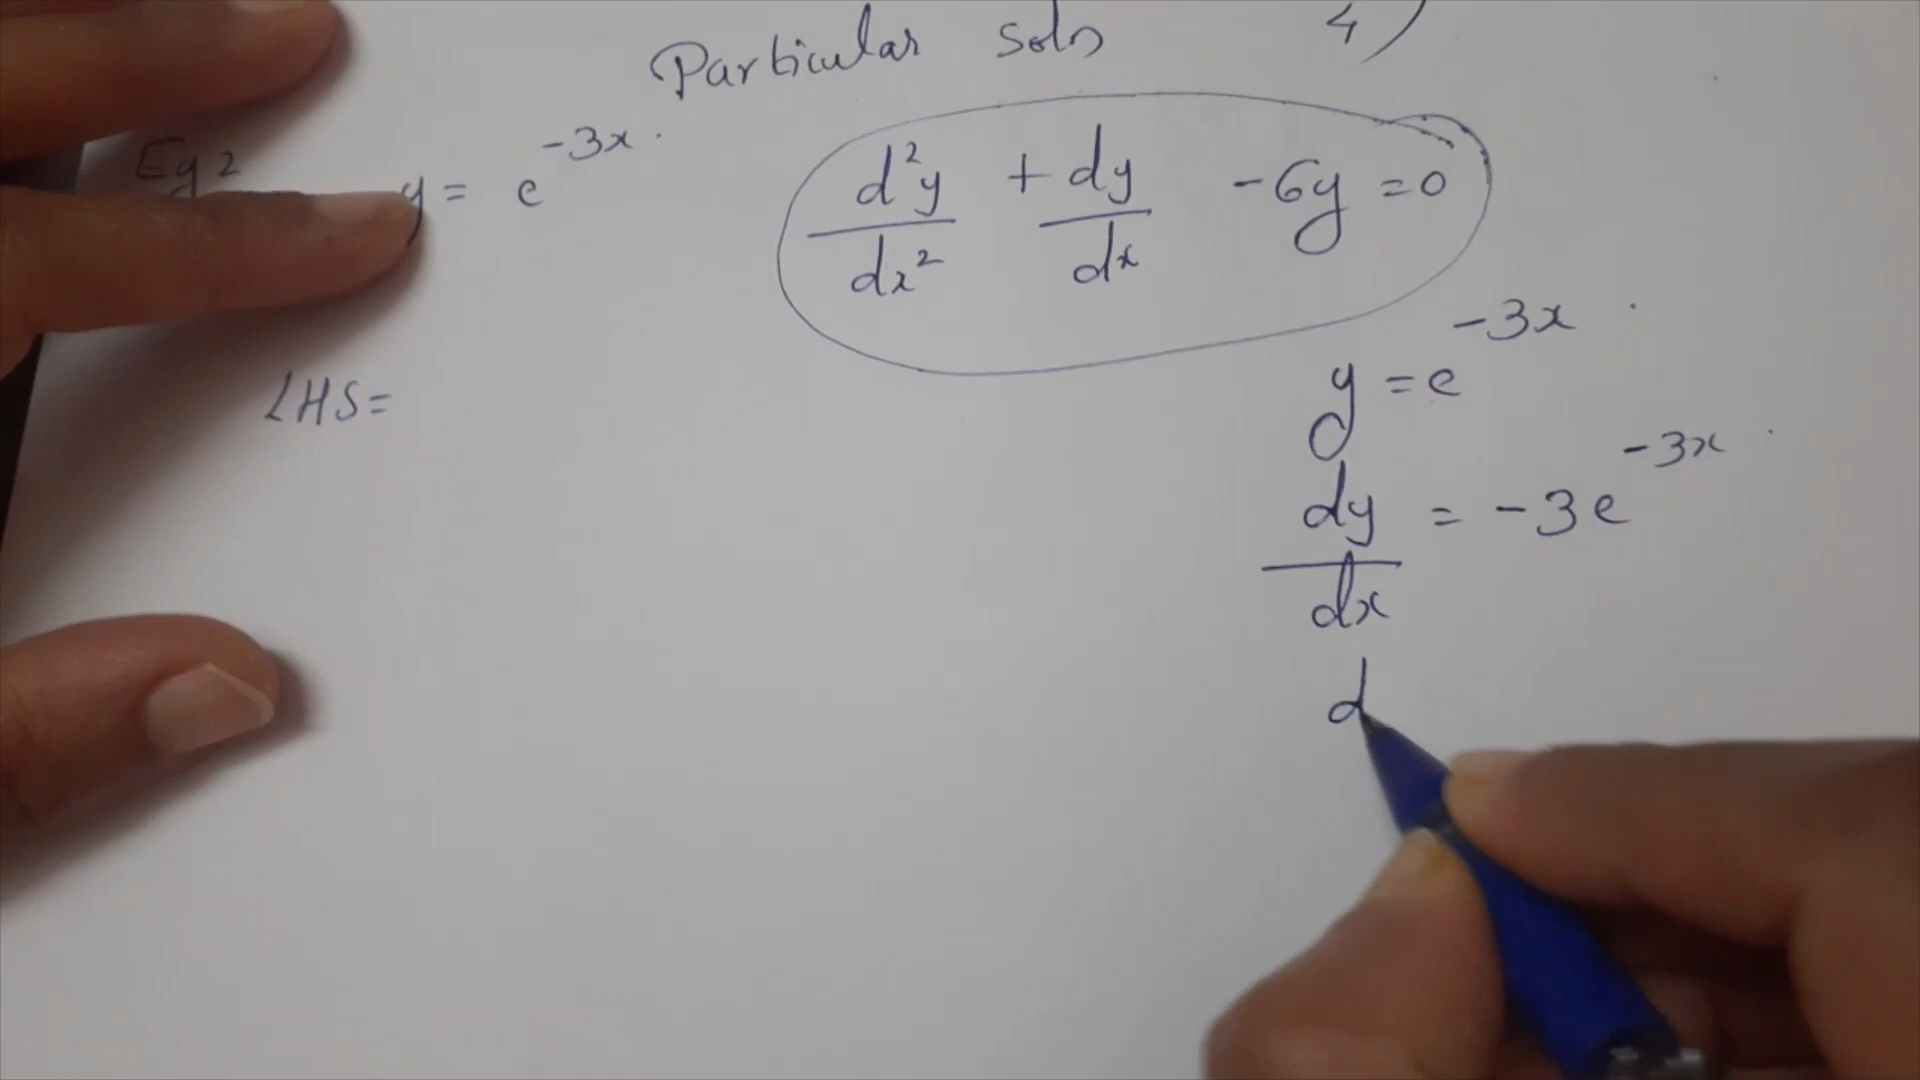 Particular soln 4)
Eg 2 y = e^{-3x}. d²y/dx² + dy/dx - 6y = 0
y = e^{-3x}.
LHS =
dy/dx = -3e^{-3x}.
d